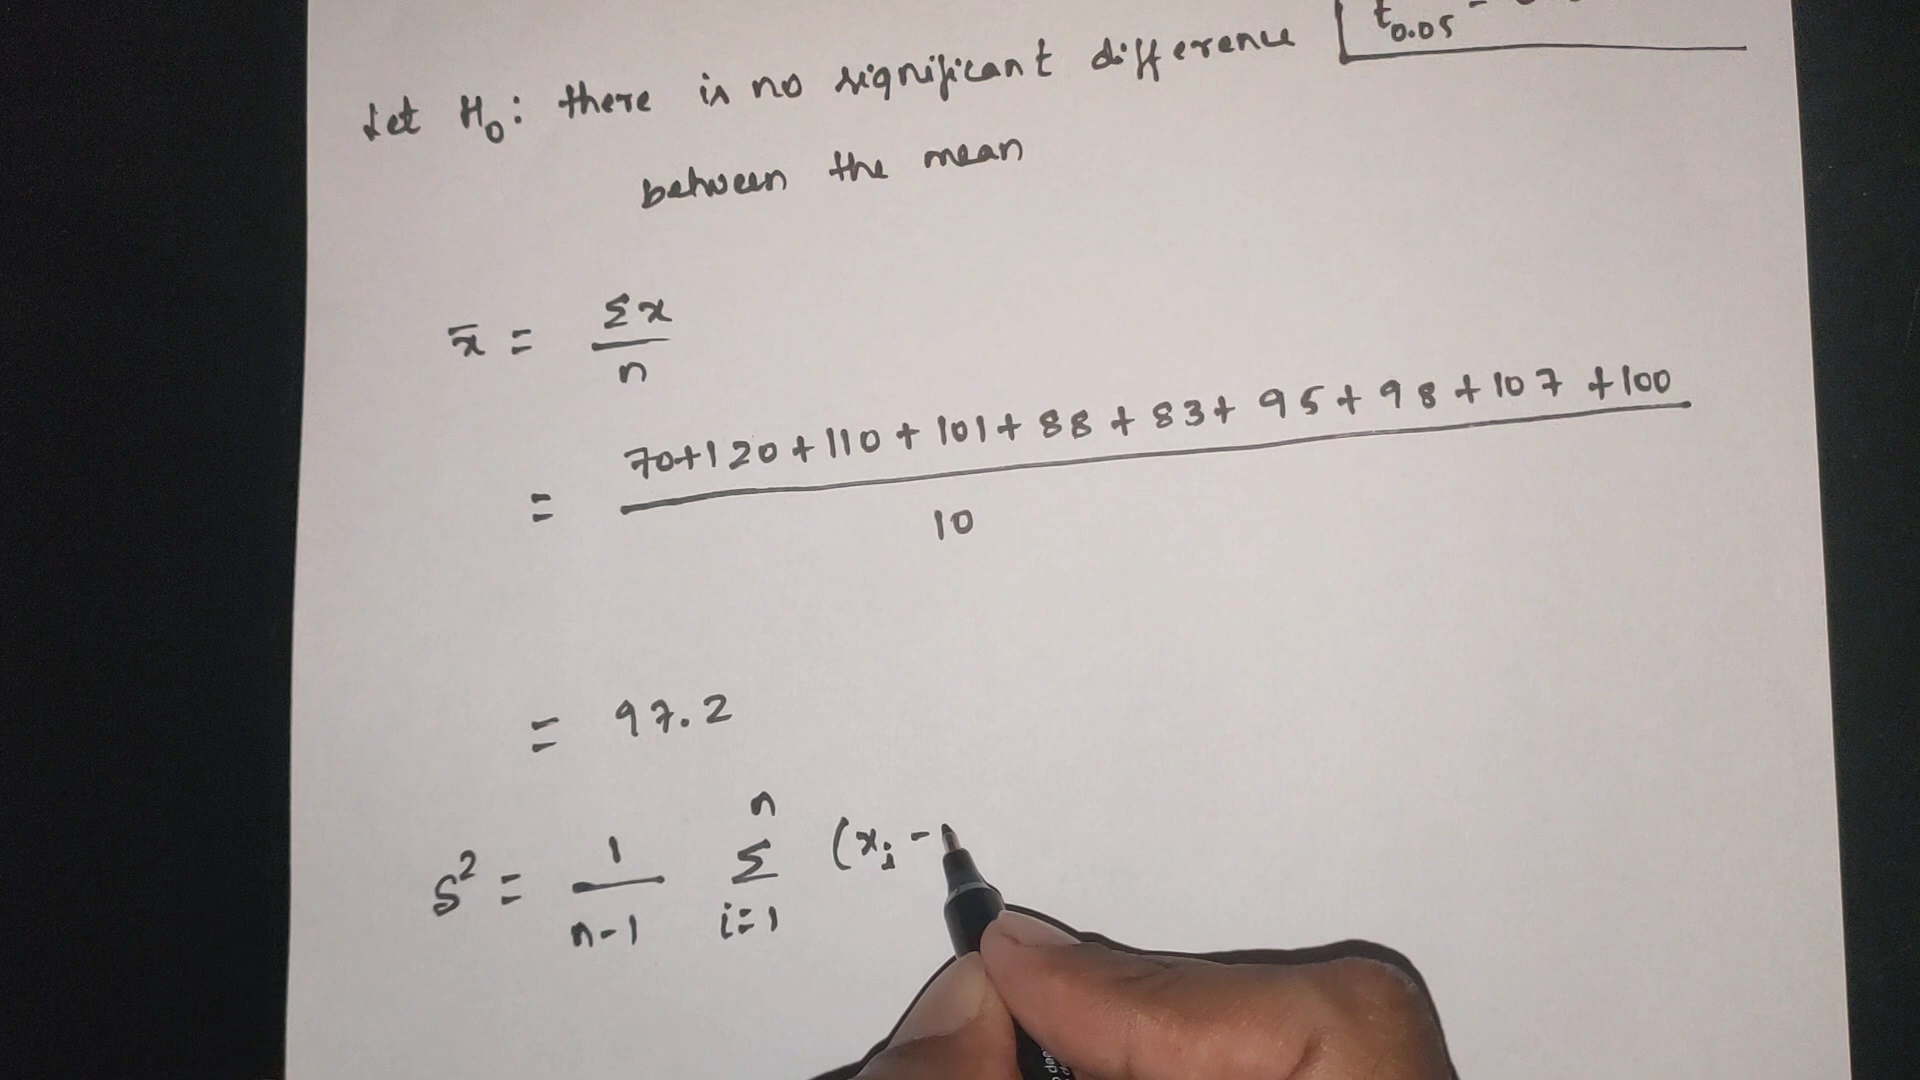 t0.05
Let H0: there is no significant difference
between the mean
x̄ = Σx
n
= 70+120+110+101+88+83+95+98+107+100
10
= 97.2
S² = 1/n-1 n Σ i=1 (xi -